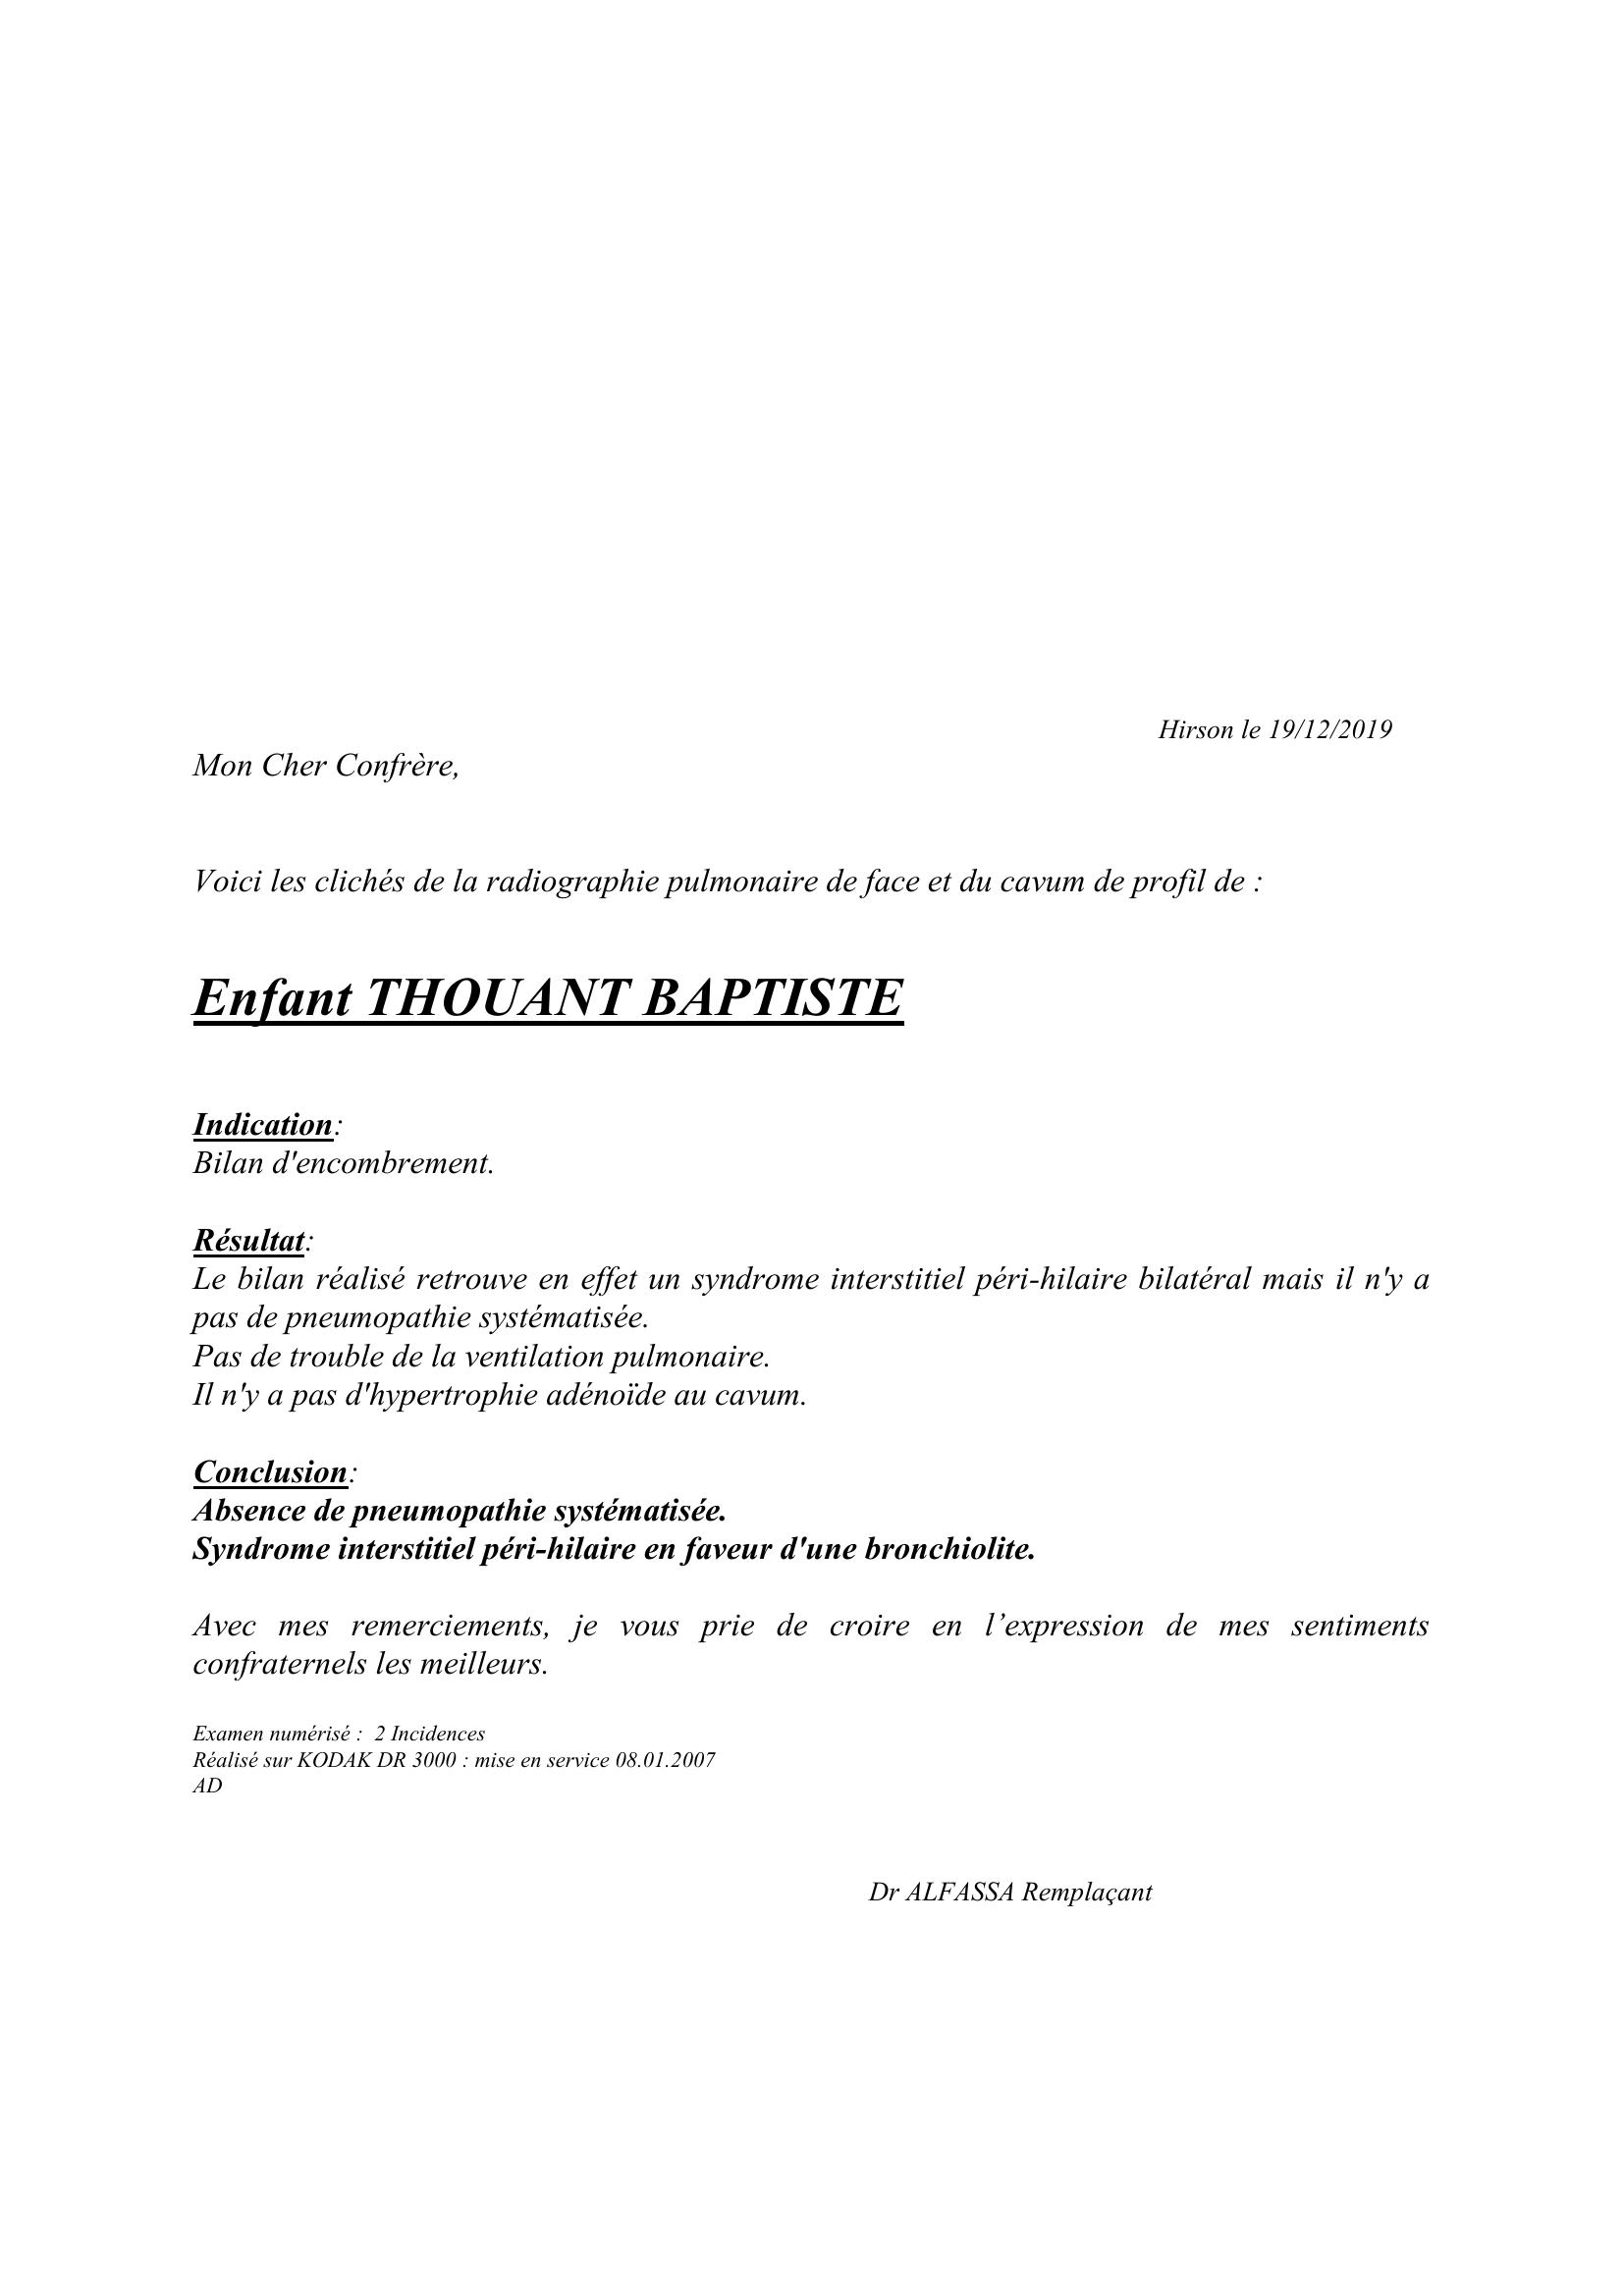 Hirson le 19/12/2019
Mon Cher Confrère,
Voici les clichés de la radiographie pulmonaire de face et du cavum de profil de :
Enfant THOUANT BAPTISTE
Indication:
Bilan d'encombrement.
Résultat:
Le bilan réalisé retrouve en effet un syndrome interstitiel péri-hilaire bilatéral mais il n'y a
pas de pneumopathie systématisée.
Pas de trouble de la ventilation pulmonaire.
Il n'y a pas d'hypertrophie adénoïde au cavum.
Conclusion:
Absence de pneumopathie systématisée.
Syndrome interstitiel péri-hilaire en faveur d'une bronchiolite.
Avec mes remerciements, je vous prie de croire en l’expression de mes sentiments
confraternels les meilleurs.
Examen numérisé :  2 Incidences
Réalisé sur KODAK DR 3000 : mise en service 08.01.2007
AD
Dr ALFASSA Remplaçant